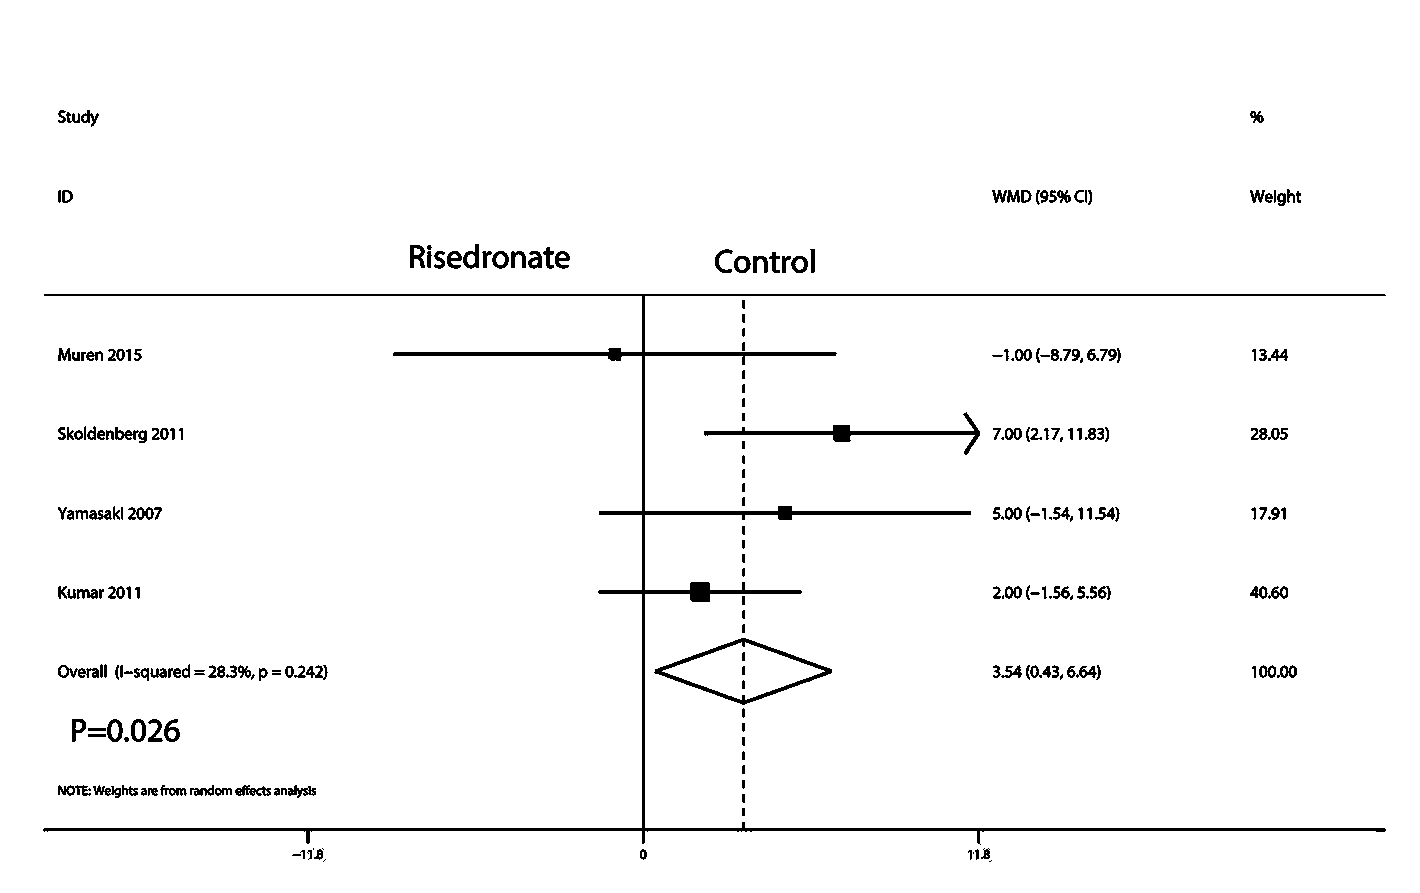 Study %
ID WMD (95% CI) Weight
Risedronate Control
Muren 2015 −1.00 (−8.79, 6.79) 13.44
Skoldenberg 2011 7.00 (2.17, 11.83) 28.05
Yamasaki 2007 5.00 (−1.54, 11.54) 17.91
Kumar 2011 2.00 (−1.56, 5.56) 40.60
Overall (I−squared = 28.3%, p = 0.242) 3.54 (0.43, 6.64) 100.00
P=0.026
NOTE: Weights are from random effects analysis
−11.8 0 11.8